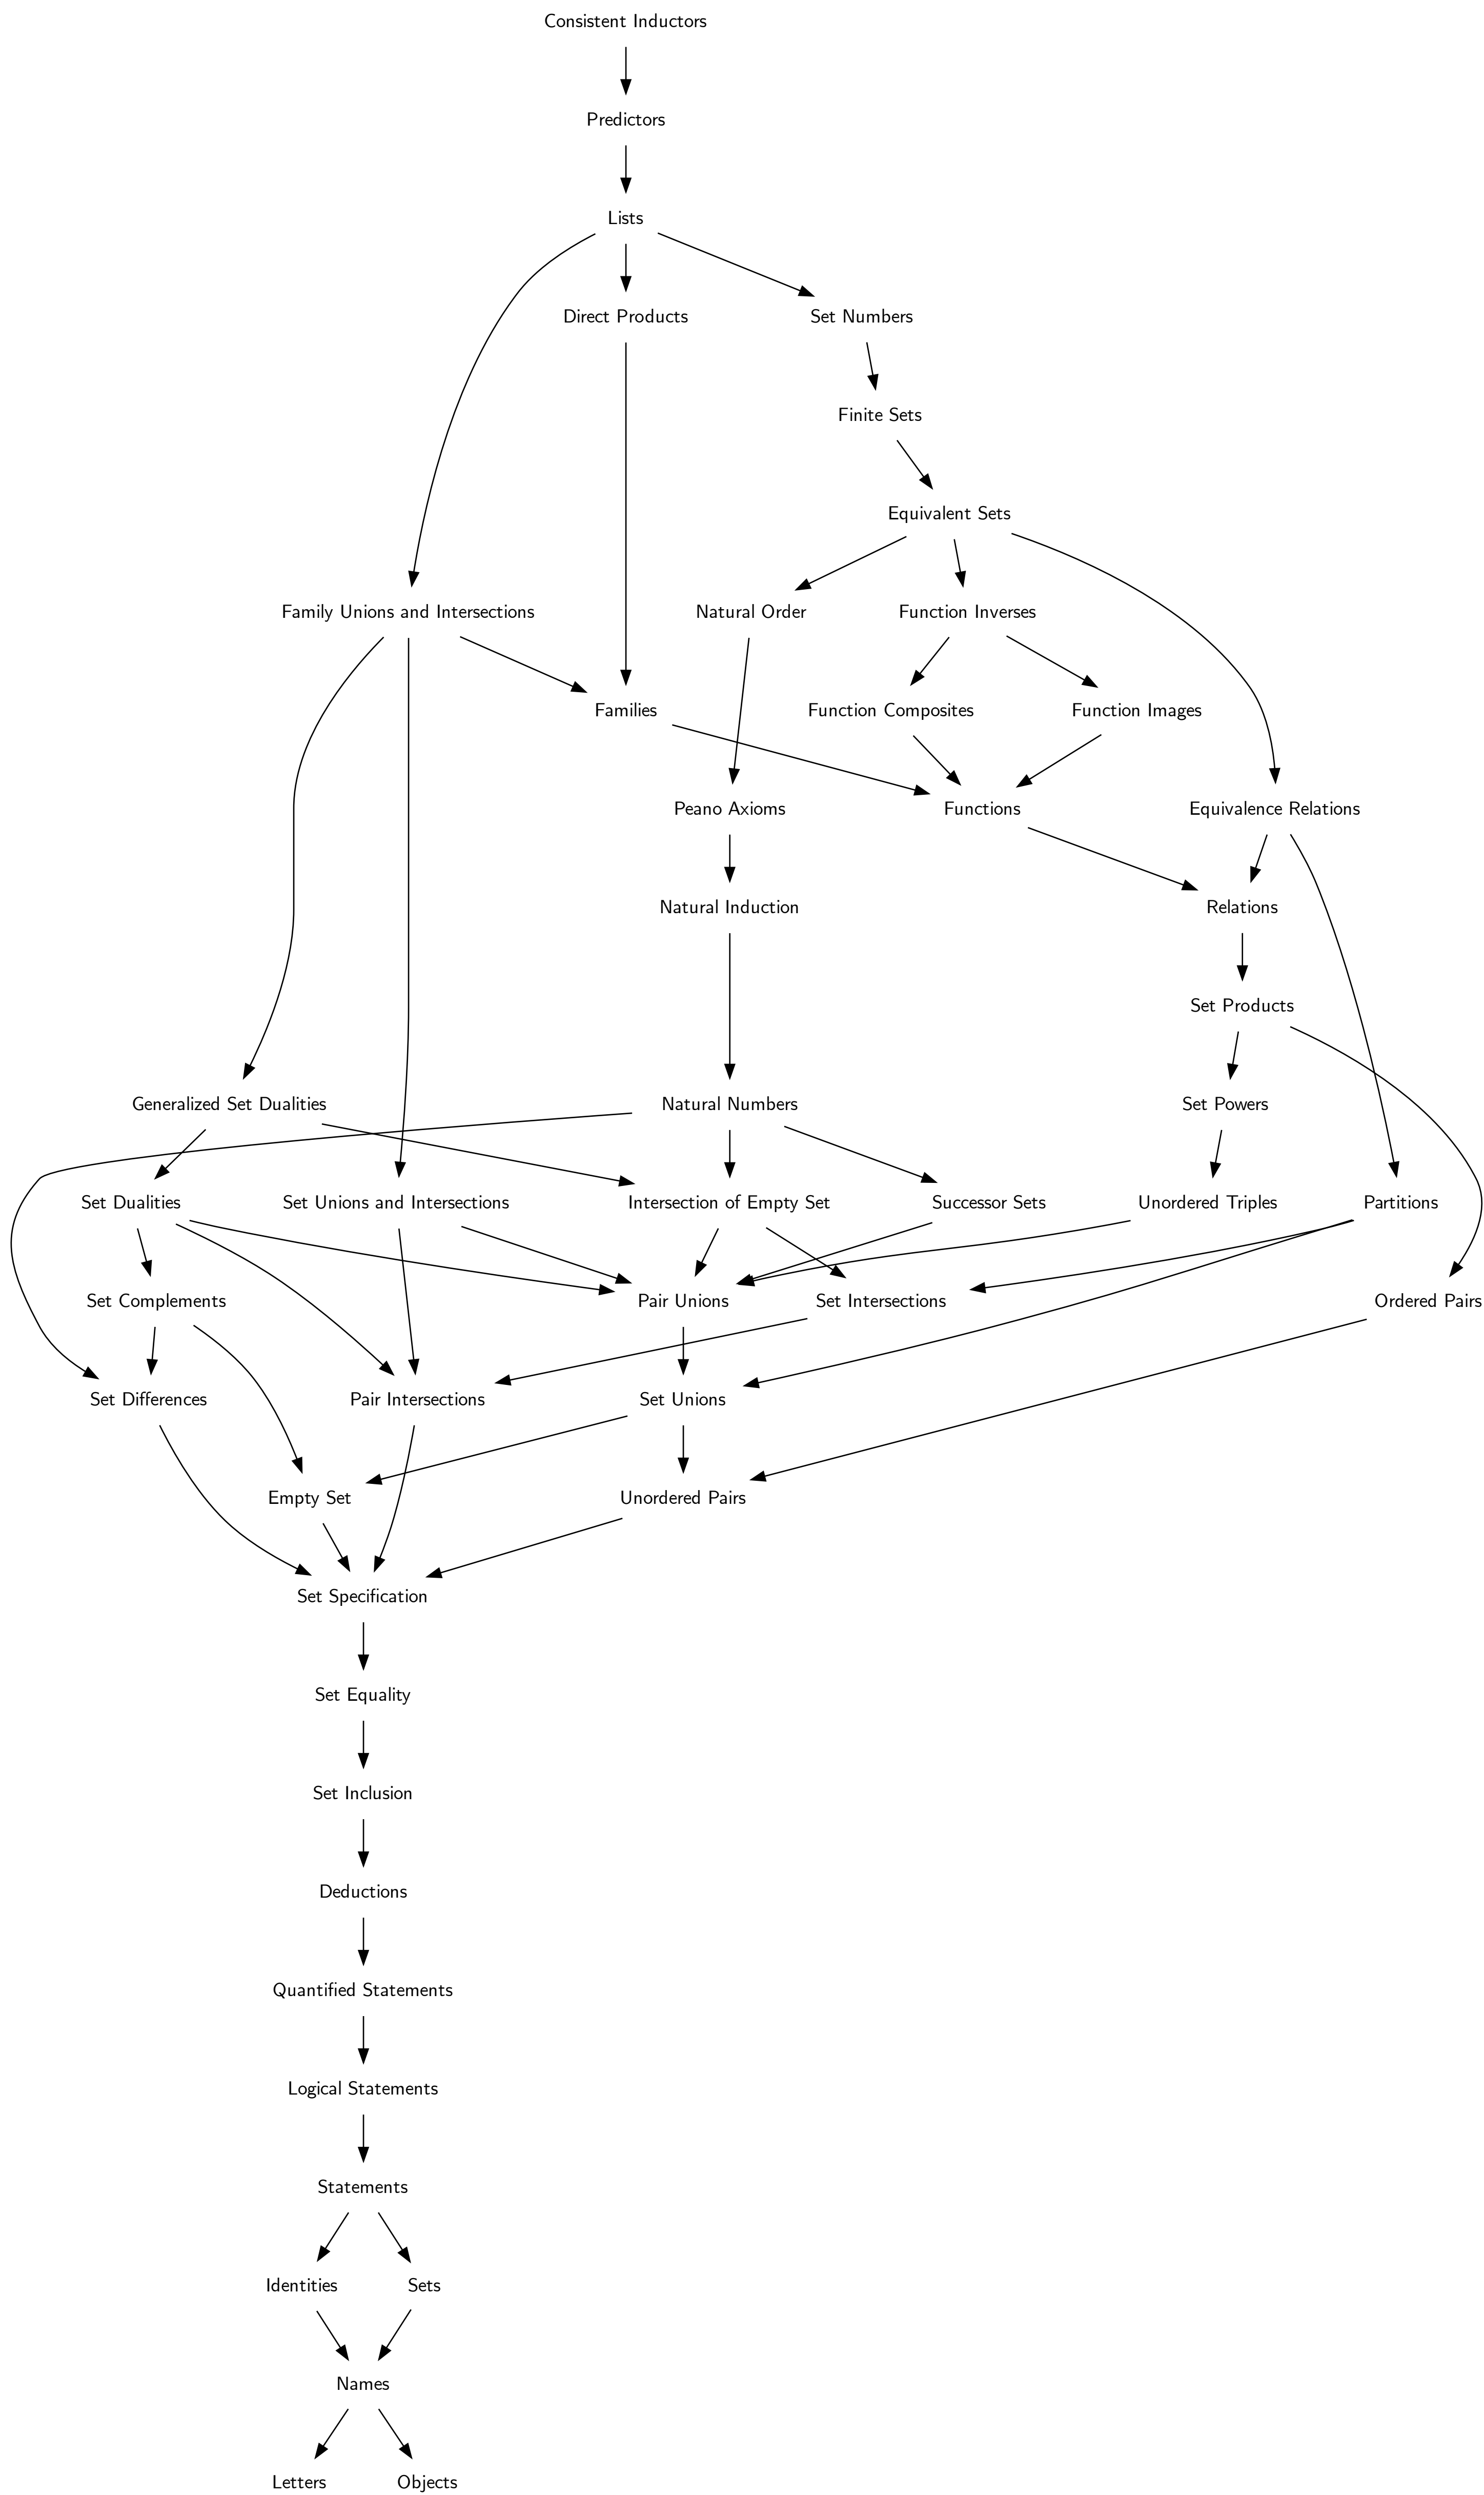 Consistent Inductors
Predictors
Lists
Direct Products
Set Numbers
Finite Sets
Equivalent Sets
Family Unions and Intersections
Natural Order
Function Inverses
Families
Function Composites
Function Images
Peano Axioms
Functions
Equivalence Relations
Natural Induction
Relations
Set Products
Generalized Set Dualities
Natural Numbers
Set Powers
Set Dualities
Set Unions and Intersections
Intersection of Empty Set
Successor Sets
Unordered Triples
Partitions
Set Complements
Pair Unions
Set Intersections
Ordered Pairs
Set Differences
Pair Intersections
Set Unions
Empty Set
Unordered Pairs
Set Specification
Set Equality
Set Inclusion
Deductions
Quantified Statements
Logical Statements
Statements
Identities
Sets
Names
Letters
Objects